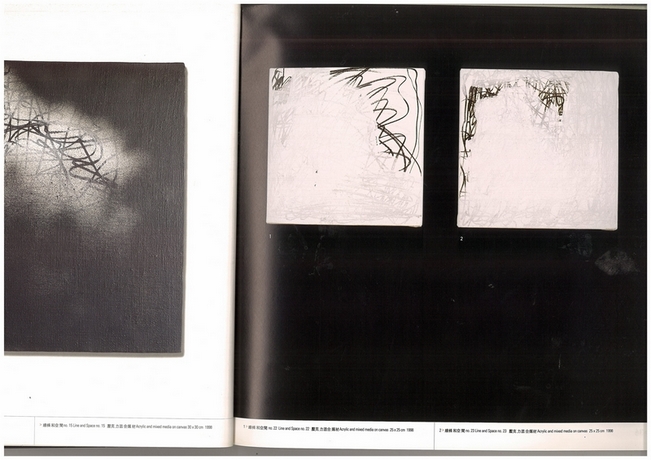 1
2
線條和空間 no. 15 Line and Space no. 15 壓克力混合媒材 Acrylic and mixed media on canvas 30 x 30 cm 1998
1 線條和空間 no. 22 Line and Space no. 22 壓克力混合媒材 Acrylic and mixed media on canvas 25 x 25 cm 1998
2 線條和空間 no. 23 Line and Space no. 23 壓克力混合媒材 Acrylic and mixed media on canvas 25 x 25 cm 1998